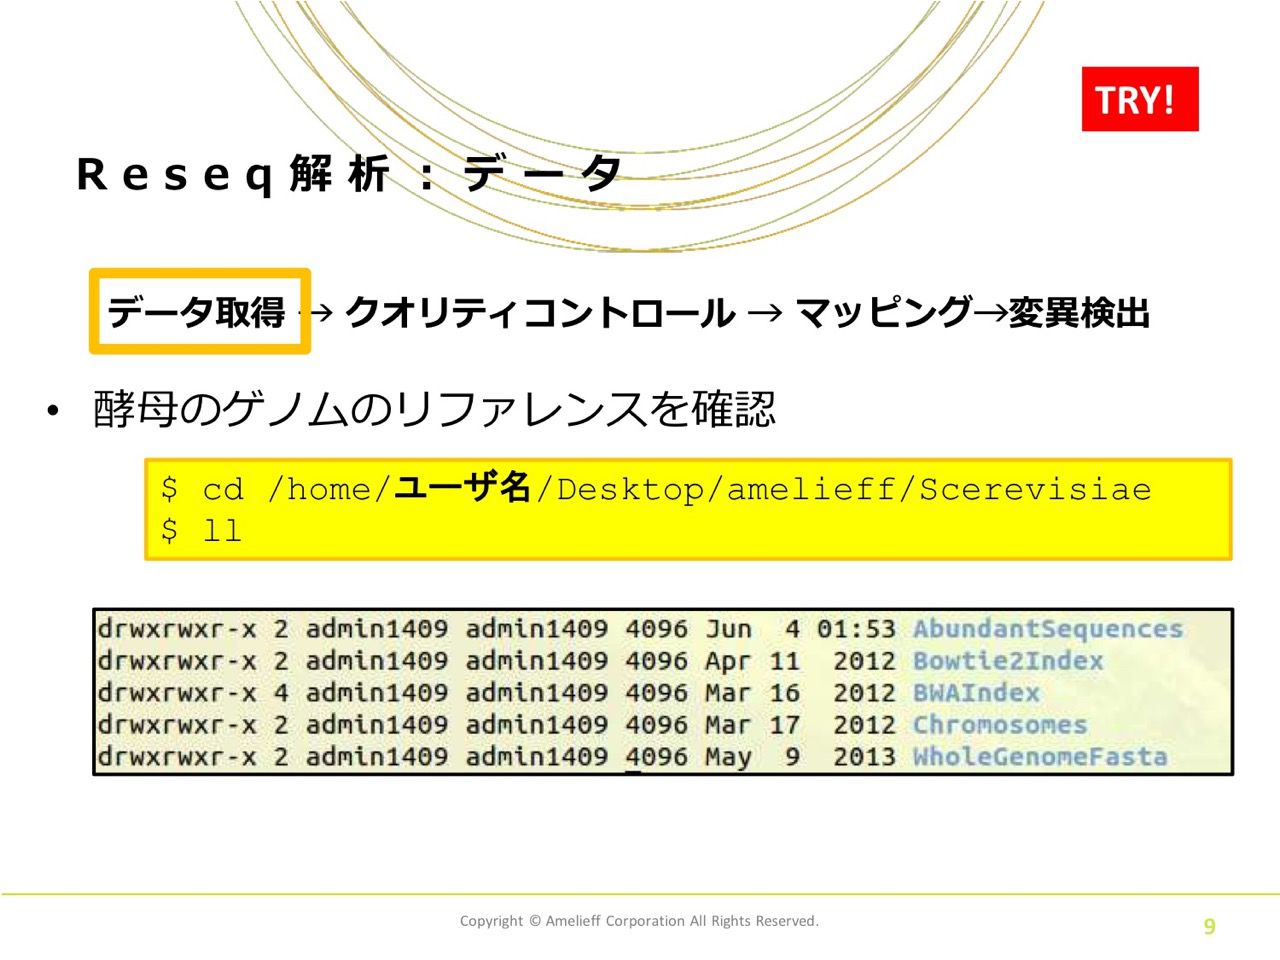 TRY!
Reseq解析：データ
データ取得 → クオリティコントロール → マッピング→変異検出
• 酵母のゲノムのリファレンスを確認
$ cd /home/ユーザ名/Desktop/amelieff/Scerevisiae
$ ll
drwxrwxr-x 2 admin1409 admin1409 4096 Jun  4 01:53 AbundantSequences
drwxrwxr-x 2 admin1409 admin1409 4096 Apr 11  2012 Bowtie2Index
drwxrwxr-x 4 admin1409 admin1409 4096 Mar 16  2012 BWAIndex
drwxrwxr-x 2 admin1409 admin1409 4096 Mar 17  2012 Chromosomes
drwxrwxr-x 2 admin1409 admin1409 4096 May  9  2013 WholeGenomeFasta
Copyright © Amelieff Corporation All Rights Reserved.
9